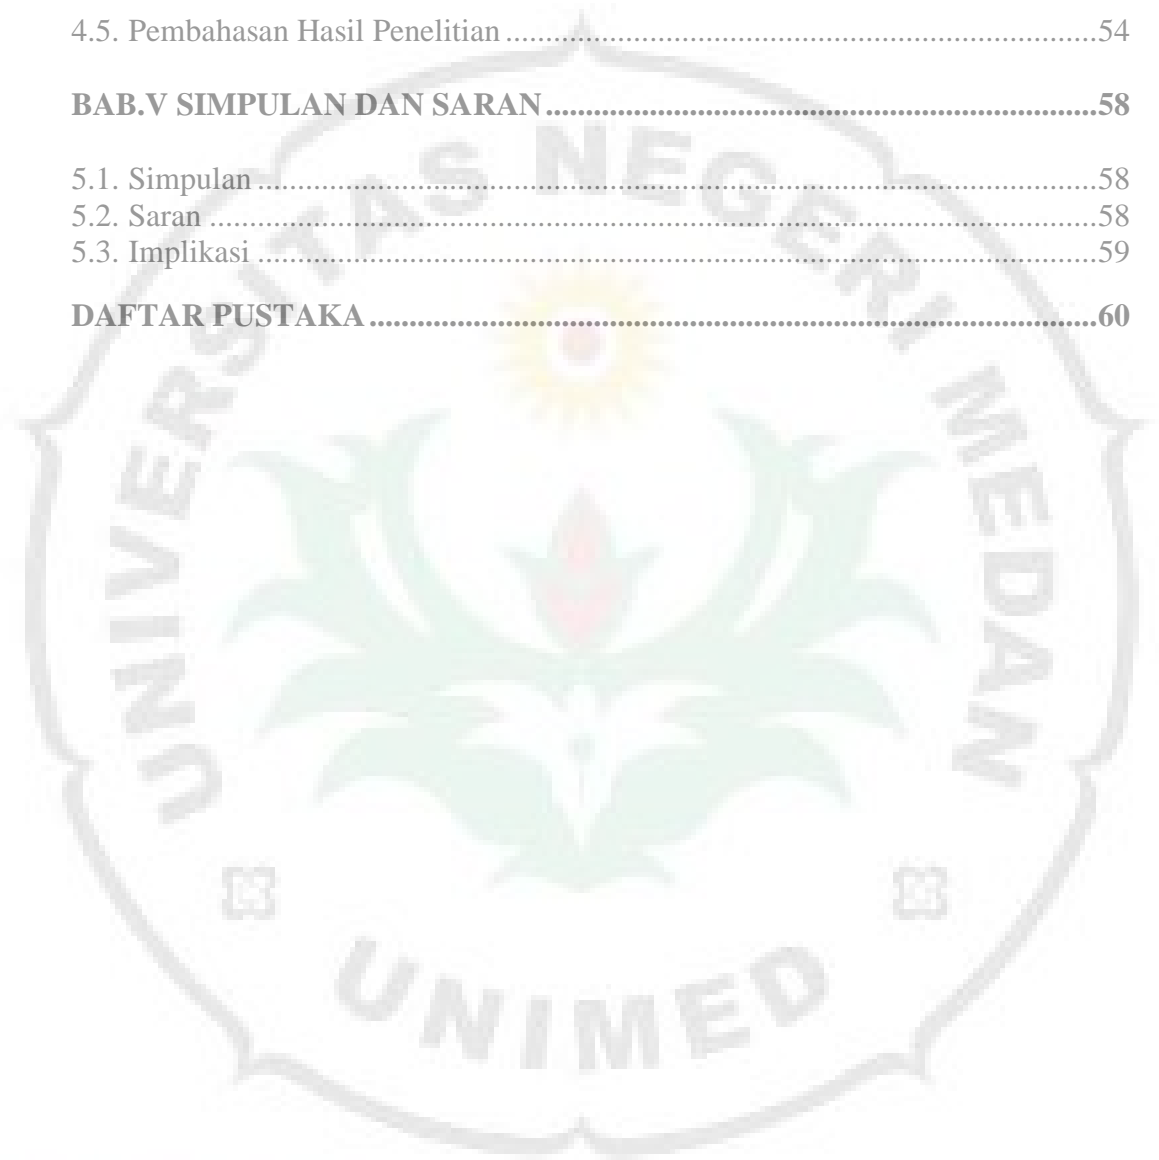 4.5. Pembahasan Hasil Penelitian..........................................................................54
BAB.V SIMPULAN DAN SARAN.....................................................................58
5.1. Simpulan.........................................................................................................58
5.2. Saran...............................................................................................................58
5.3. Implikasi.........................................................................................................59
DAFTAR PUSTAKA...........................................................................................60
UNIVERSITAS NEGERI MEDAN
UNIMED